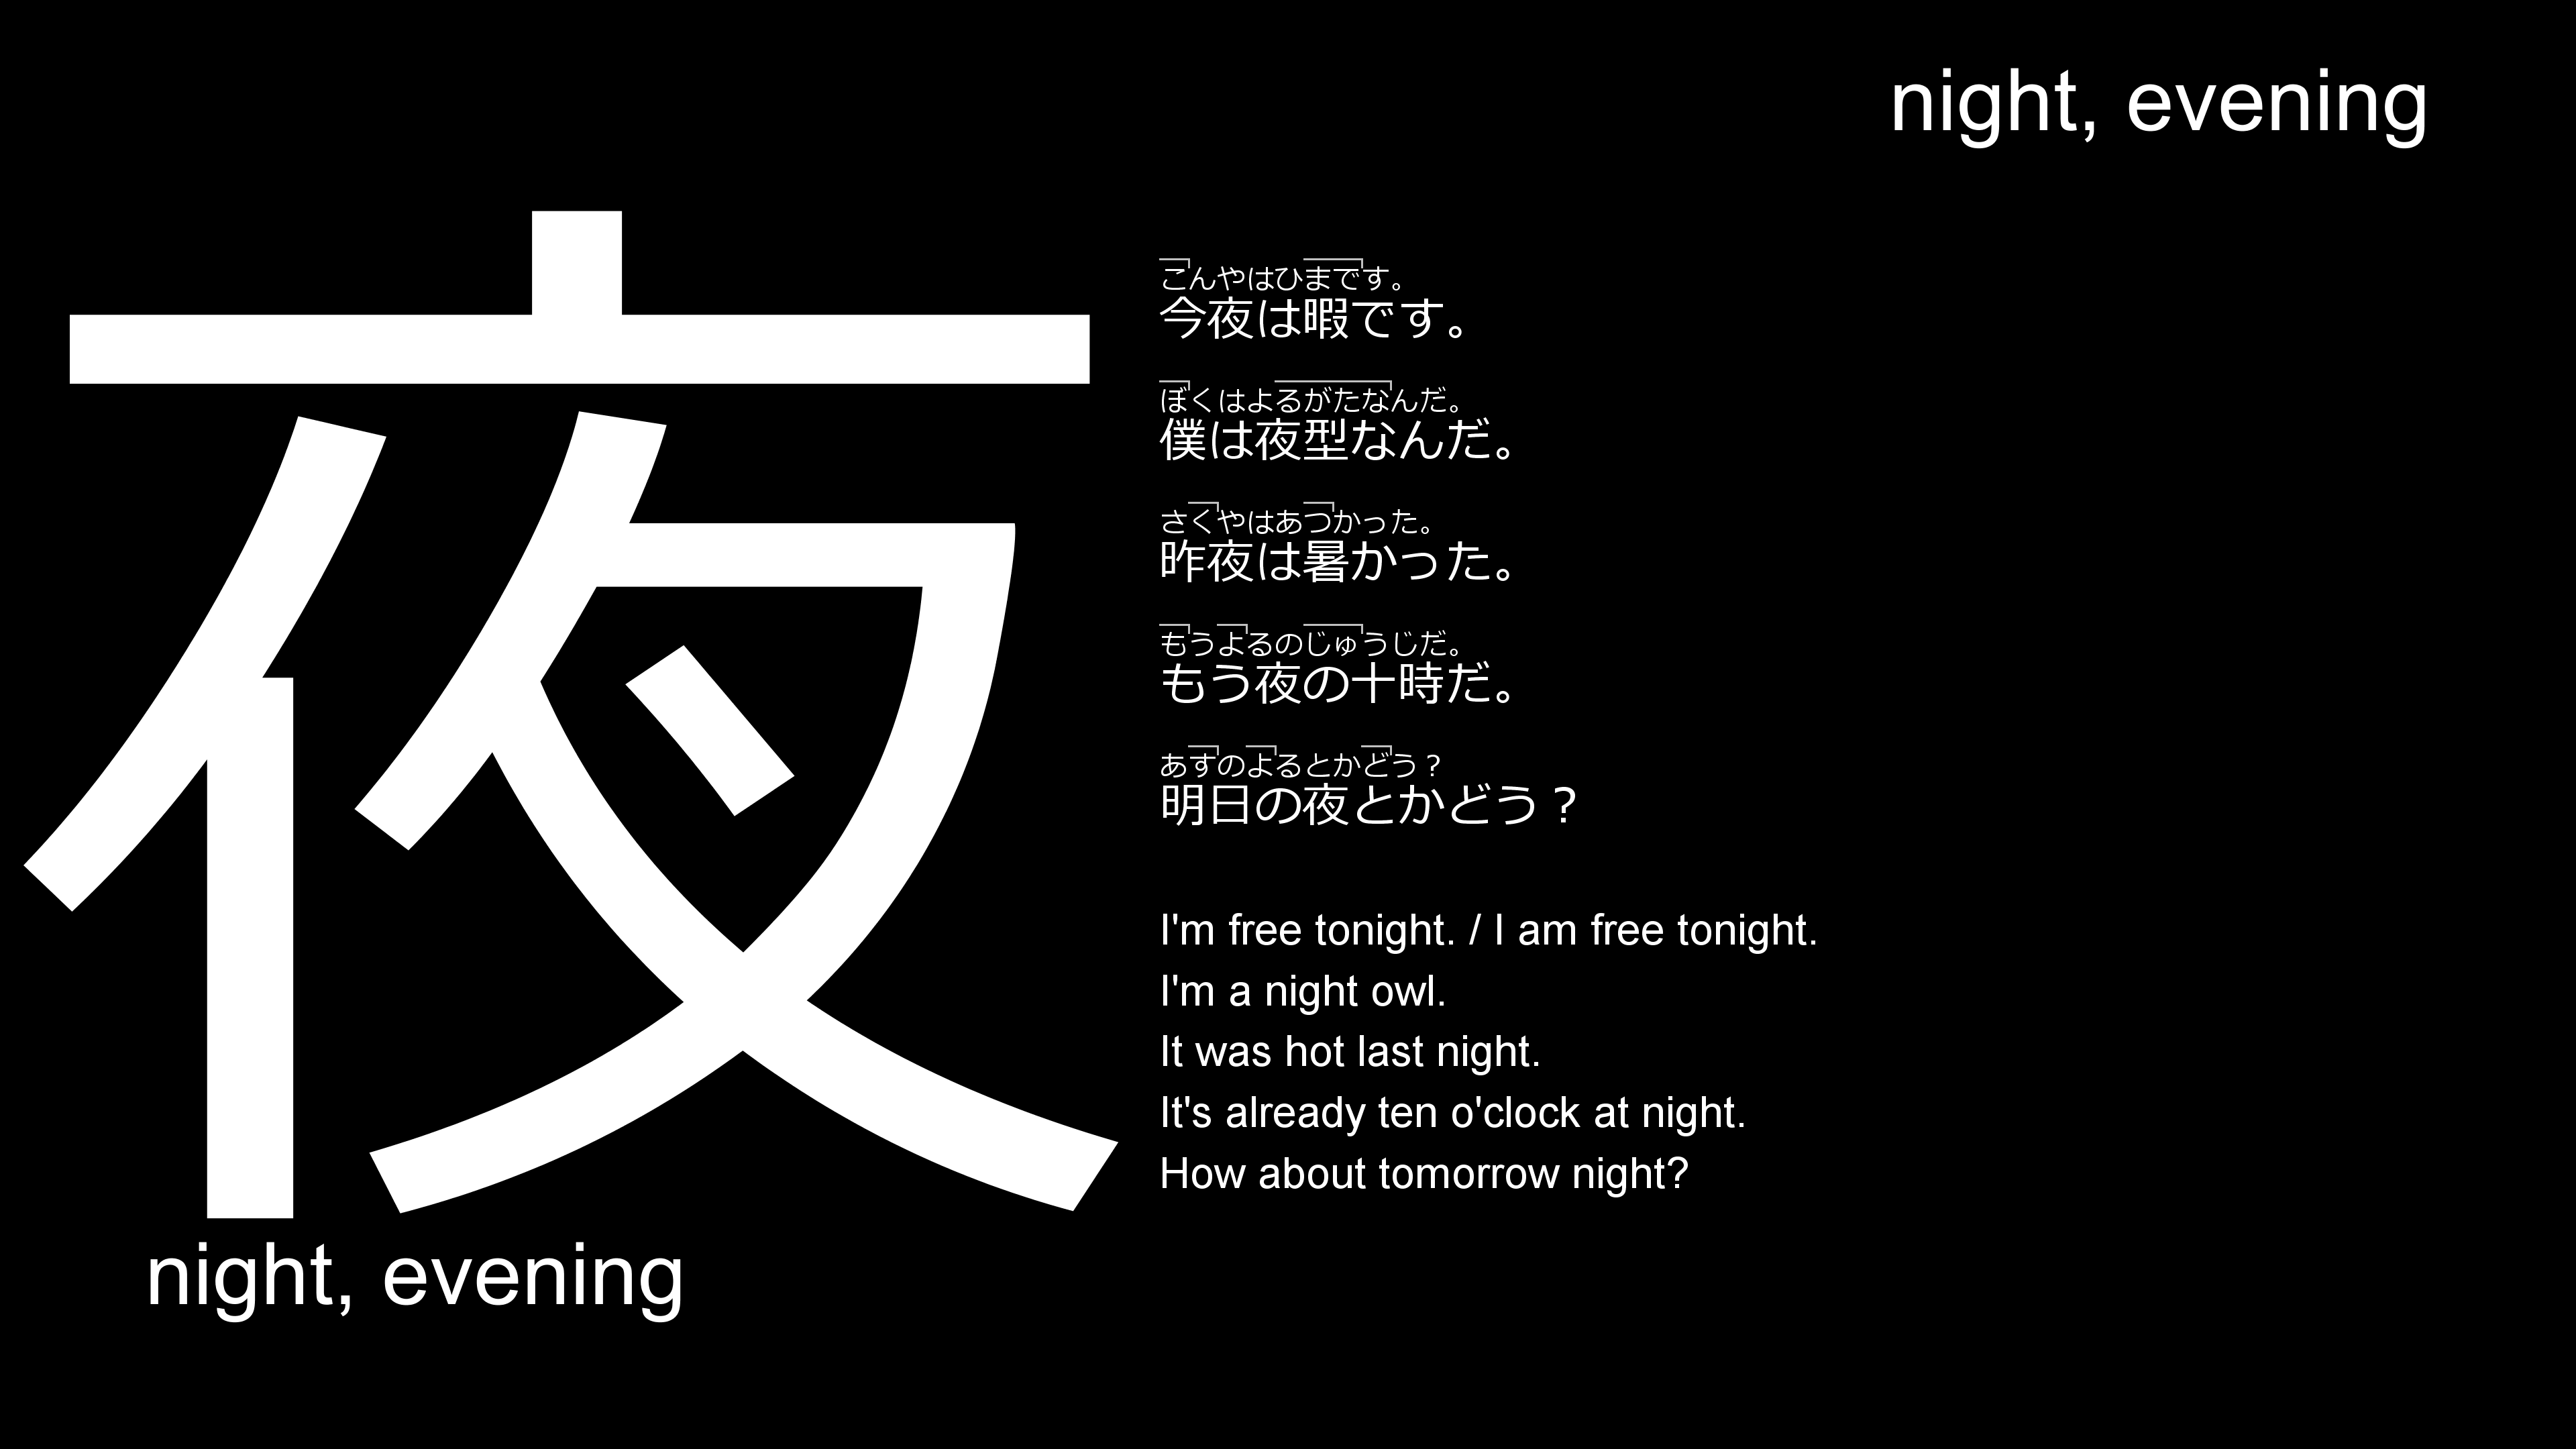 night, evening
夜
こんやはひまです。
今夜は暇です。
ぼくはよるがたなんだ。
僕は夜型なんだ。
さくやはあつかった。
昨夜は暑かった。
もうよるのじゅうじだ。
もう夜の十時だ。
あすのよるとかどう？
明日の夜とかどう？
I'm free tonight. / I am free tonight.
I'm a night owl.
It was hot last night.
It's already ten o'clock at night.
How about tomorrow night?
night, evening